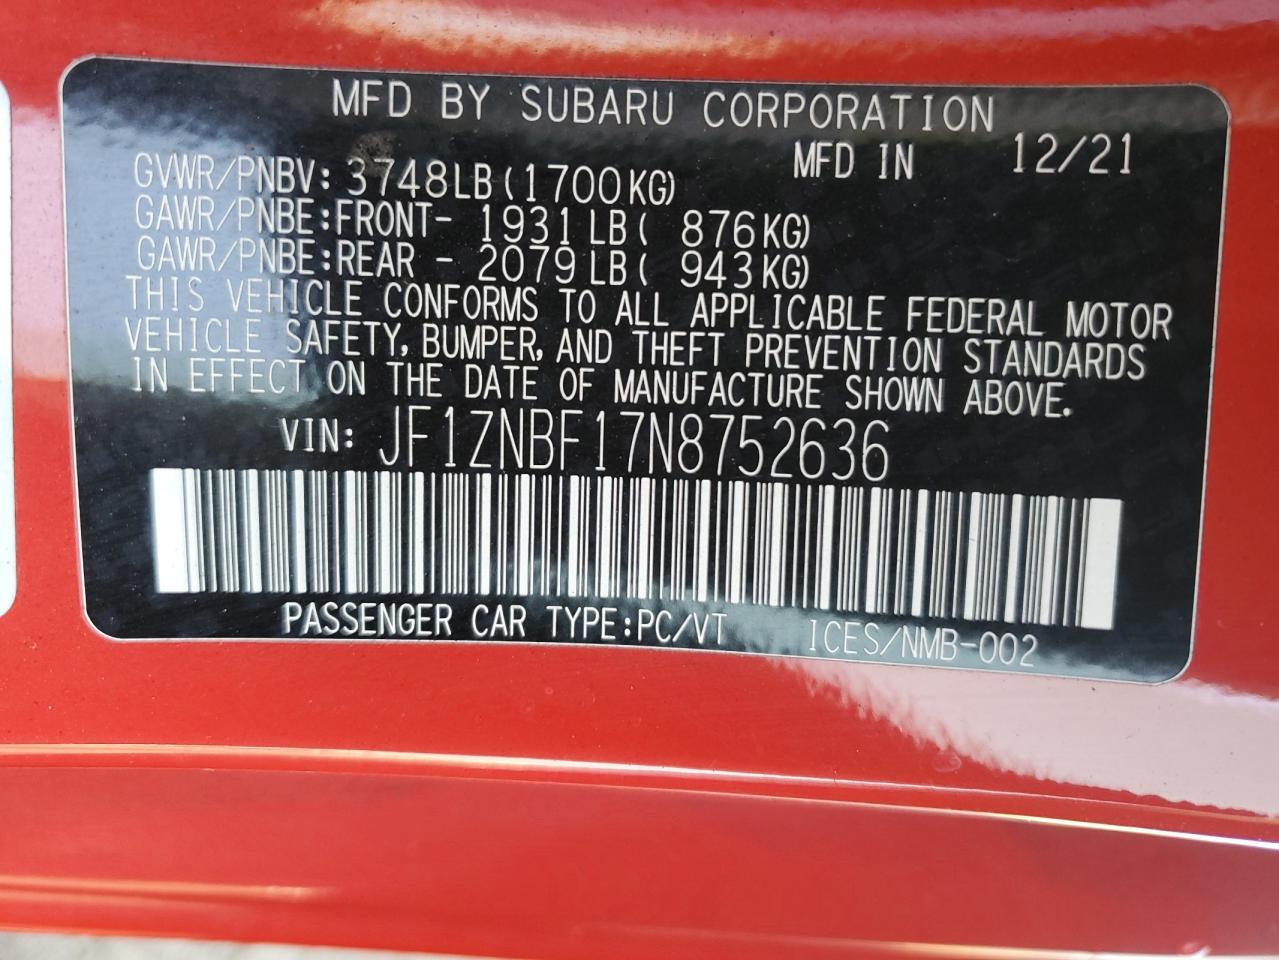 MFD BY SUBARU CORPORATION
MFD IN 12/21
GVWR/PNBV: 3748LB(1700KG)
GAWR/PNBE:FRONT- 1931LB( 876KG)
GAWR/PNBE:REAR - 2079LB( 943KG)
THIS VEHICLE CONFORMS TO ALL APPLICABLE FEDERAL MOTOR
VEHICLE SAFETY, BUMPER, AND THEFT PREVENTION STANDARDS
IN EFFECT ON THE DATE OF MANUFACTURE SHOWN ABOVE.
VIN: JF1ZNBF17N8752636
PASSENGER CAR TYPE:PC/VT ICES/NMB-002